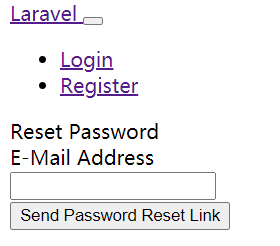 Laravel
Login
Register
Reset Password
E-Mail Address
Send Password Reset Link